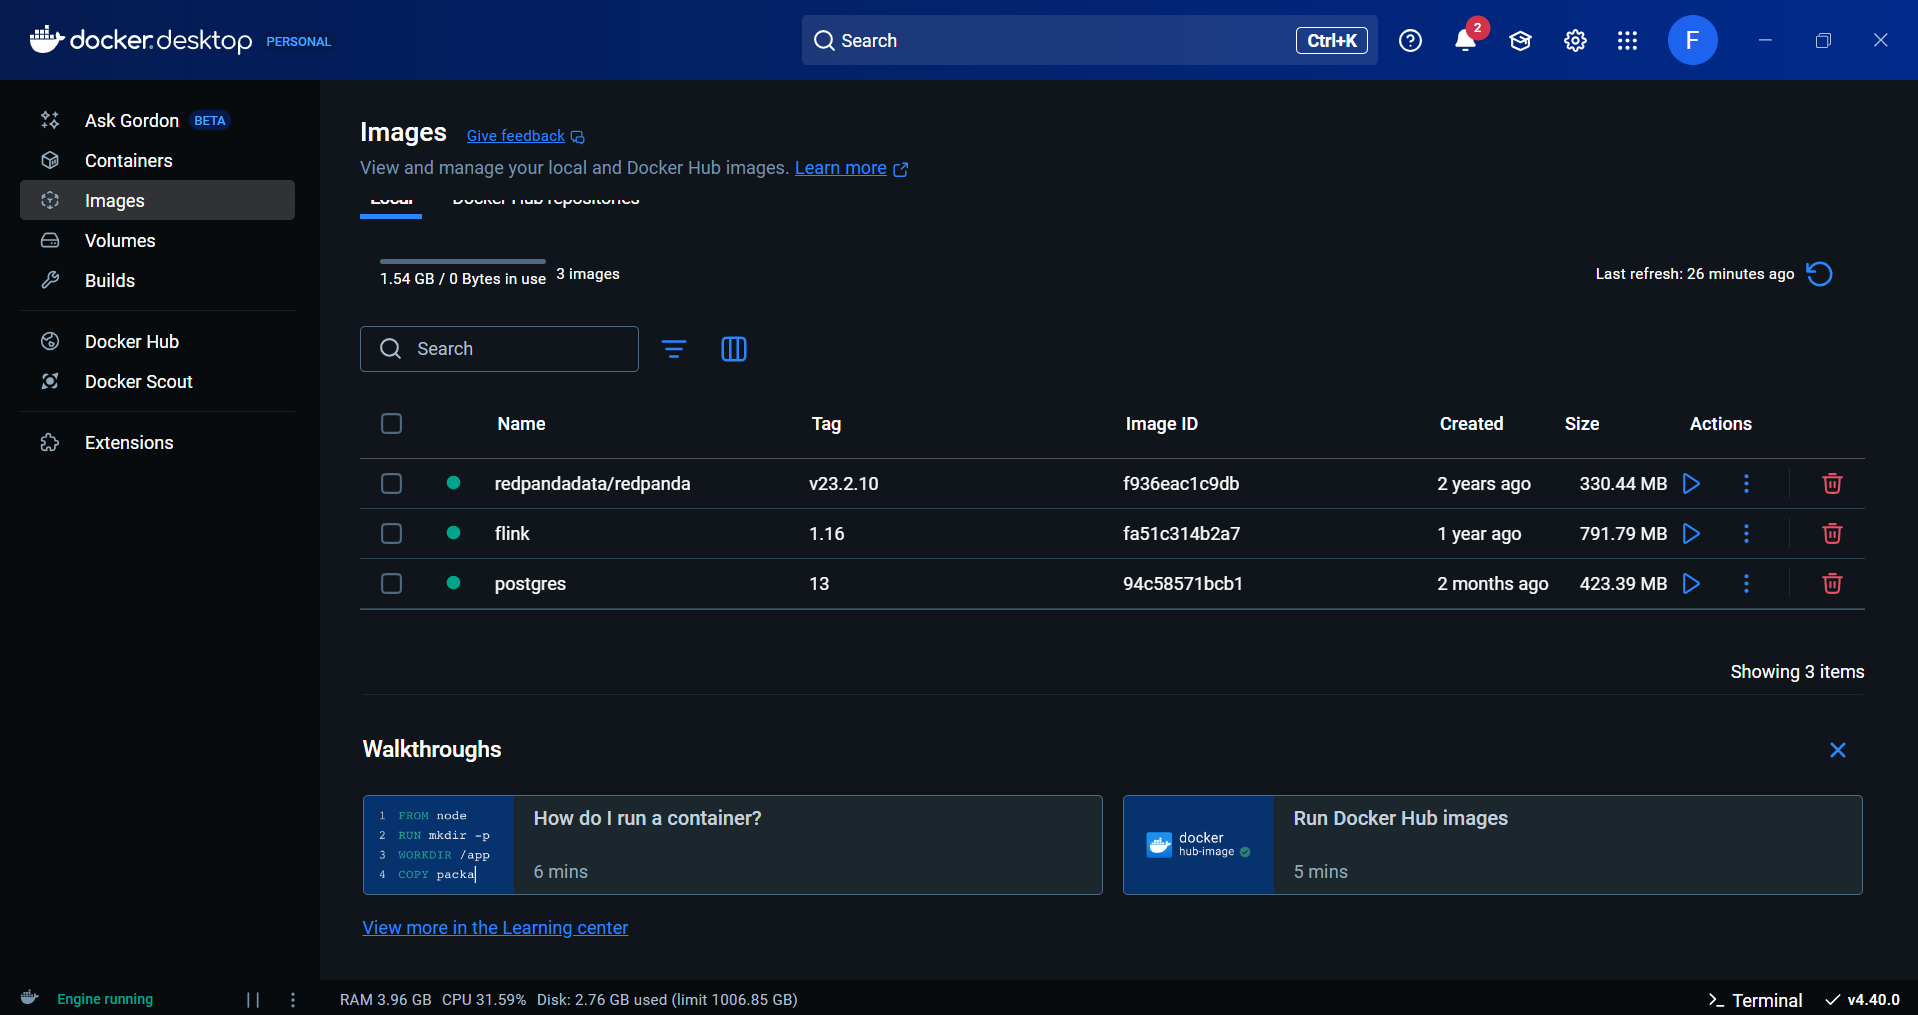 docker.desktop PERSONAL
Search Ctrl+K
2
F
Ask Gordon BETA
Containers
Images
Volumes
Builds
Docker Hub
Docker Scout
Extensions
Images Give feedback
View and manage your local and Docker Hub images. Learn more
Local Docker Hub repositories
1.54 GB / 0 Bytes in use 3 images
Last refresh: 26 minutes ago
Search
Name Tag Image ID Created Size Actions
redpandadata/redpanda v23.2.10 f936eac1c9db 2 years ago 330.44 MB
flink 1.16 fa51c314b2a7 1 year ago 791.79 MB
postgres 13 94c58571bcb1 2 months ago 423.39 MB
Showing 3 items
Walkthroughs
1 FROM node
2 RUN mkdir -p
3 WORKDIR /app
4 COPY packa
How do I run a container?
6 mins
docker
hub-image
Run Docker Hub images
5 mins
View more in the Learning center
Engine running
RAM 3.96 GB CPU 31.59% Disk: 2.76 GB used (limit 1006.85 GB)
>_ Terminal
v4.40.0